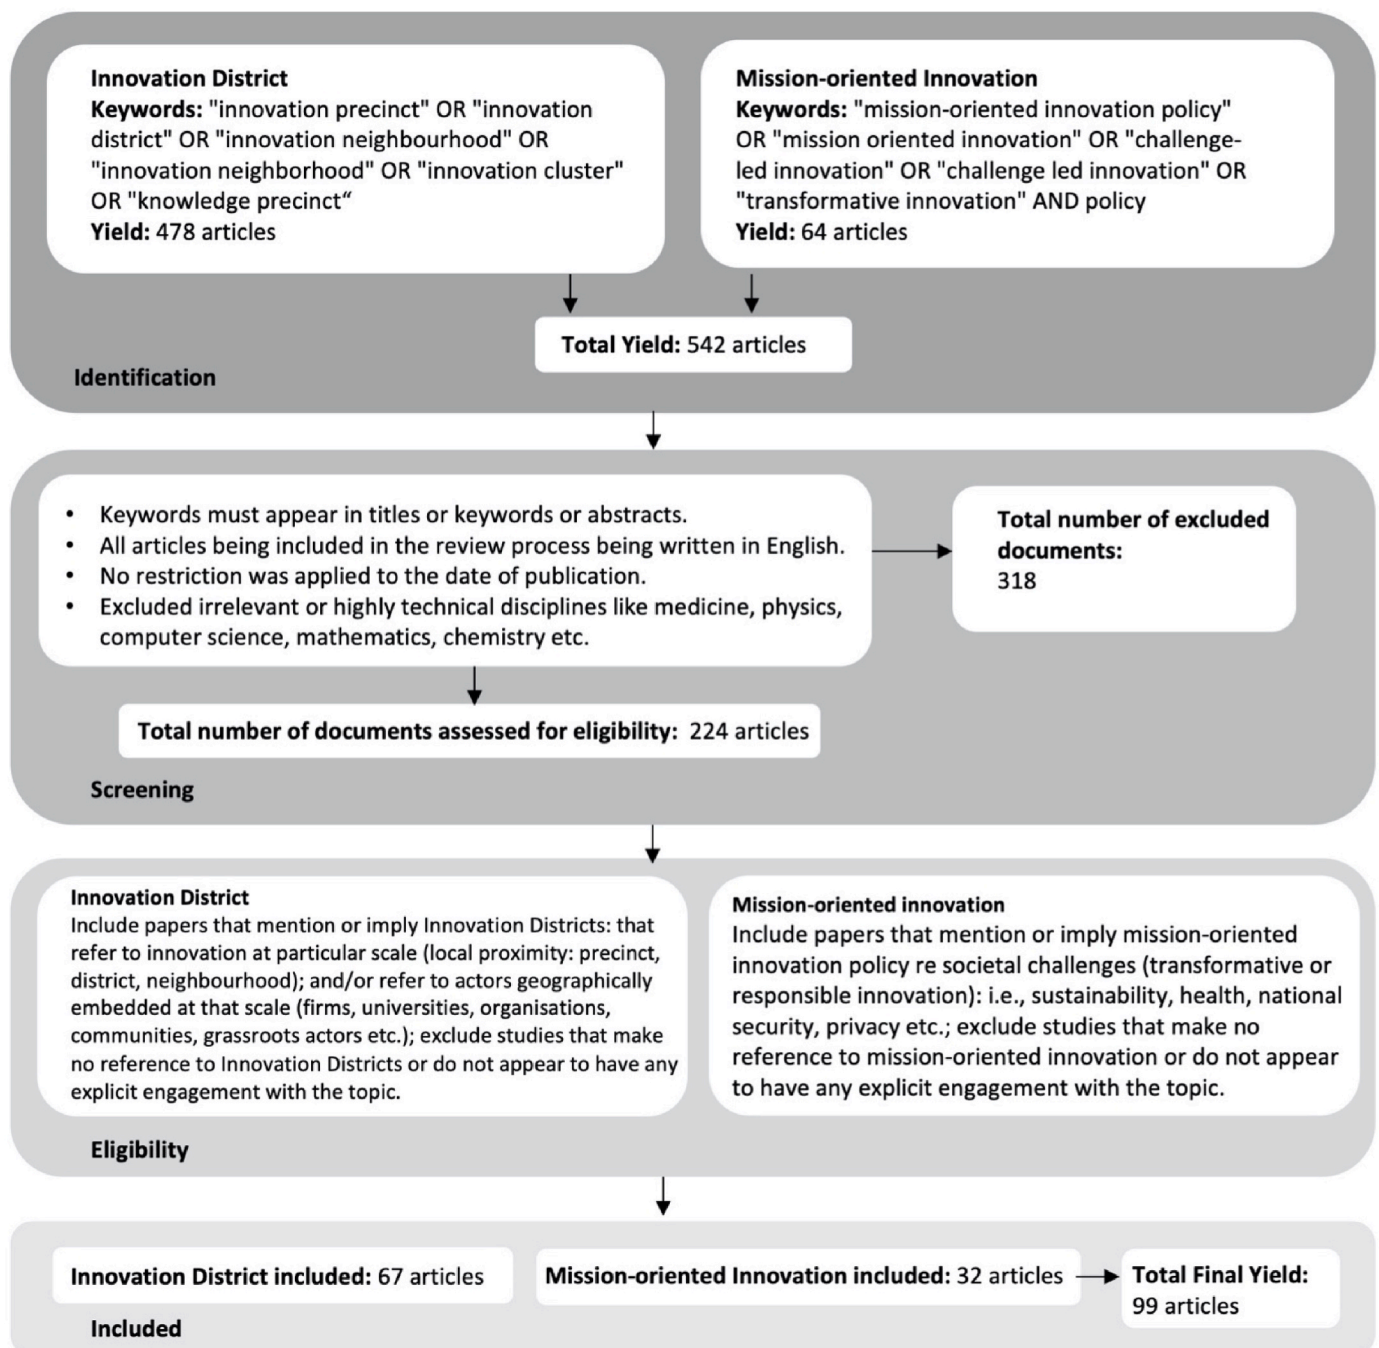 Innovation District
Keywords: "innovation precinct" OR "innovation
district" OR "innovation neighbourhood" OR
"innovation neighborhood" OR "innovation cluster"
OR "knowledge precinct“
Yield: 478 articles
Mission-oriented Innovation
Keywords: "mission-oriented innovation policy"
OR "mission oriented innovation" OR "challenge-
led innovation" OR "challenge led innovation" OR
"transformative innovation" AND policy
Yield: 64 articles
Total Yield: 542 articles
Identification
• Keywords must appear in titles or keywords or abstracts.
• All articles being included in the review process being written in English.
• No restriction was applied to the date of publication.
• Excluded irrelevant or highly technical disciplines like medicine, physics,
computer science, mathematics, chemistry etc.
Total number of excluded
documents:
318
Total number of documents assessed for eligibility: 224 articles
Screening
Innovation District
Include papers that mention or imply Innovation Districts: that
refer to innovation at particular scale (local proximity: precinct,
district, neighbourhood); and/or refer to actors geographically
embedded at that scale (firms, universities, organisations,
communities, grassroots actors etc.); exclude studies that make
no reference to Innovation Districts or do not appear to have any
explicit engagement with the topic.
Mission-oriented innovation
Include papers that mention or imply mission-oriented
innovation policy re societal challenges (transformative or
responsible innovation): i.e., sustainability, health, national
security, privacy etc.; exclude studies that make no
reference to mission-oriented innovation or do not appear
to have any explicit engagement with the topic.
Eligibility
Innovation District included: 67 articles
Mission-oriented Innovation included: 32 articles
Total Final Yield:
99 articles
Included